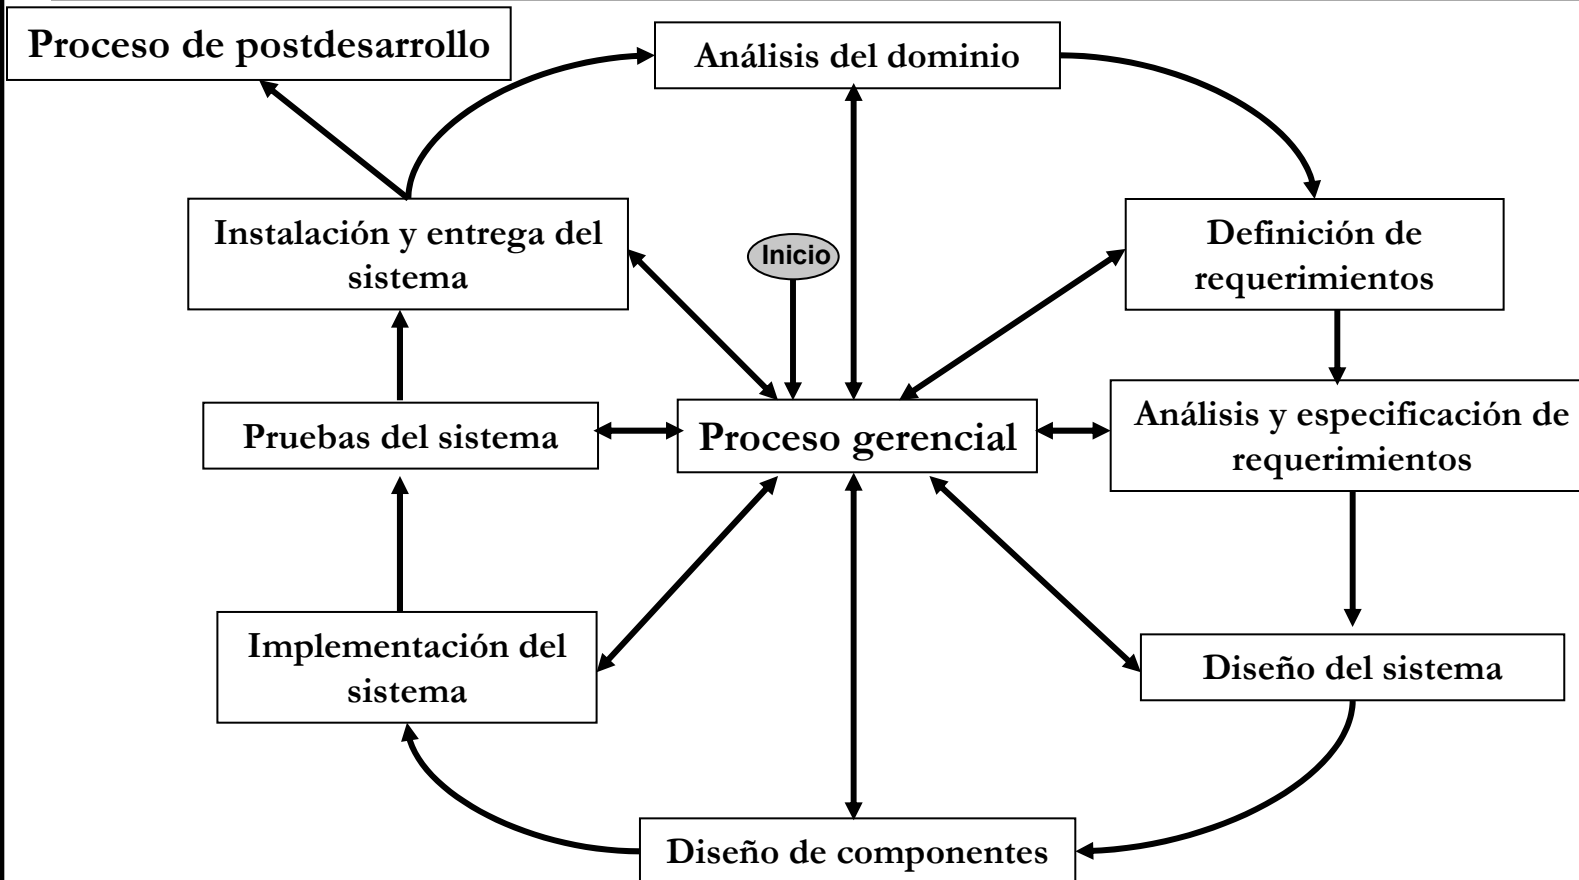 Proceso de postdesarrollo
Análisis del dominio
Instalación y entrega del
sistema
Inicio
Definición de
requerimientos
Pruebas del sistema
Proceso gerencial
Análisis y especificación de
requerimientos
Implementación del
sistema
Diseño del sistema
Diseño de componentes